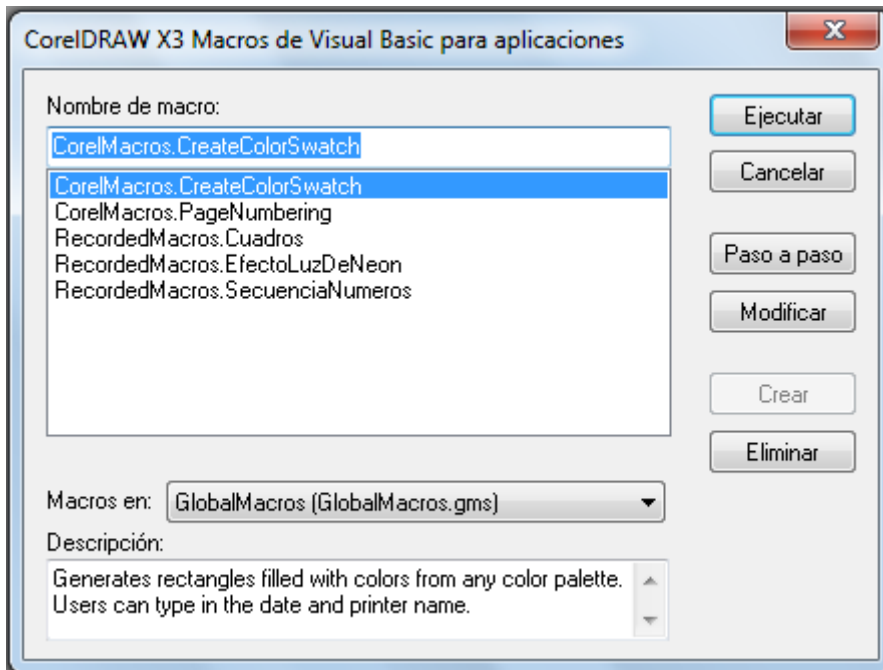 CorelDRAW X3 Macros de Visual Basic para aplicaciones
Nombre de macro:
CorelMacros.CreateColorSwatch
CorelMacros.CreateColorSwatch
CorelMacros.PageNumbering
RecordedMacros.Cuadros
RecordedMacros.EfectoLuzDeNeon
RecordedMacros.SecuenciaNumeros
Ejecutar
Cancelar
Paso a paso
Modificar
Crear
Eliminar
Macros en: GlobalMacros (GlobalMacros.gms)
Descripción:
Generates rectangles filled with colors from any color palette.
Users can type in the date and printer name.